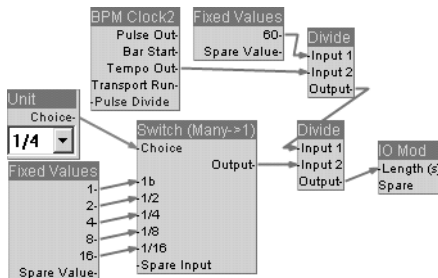 BPM Clock2
Pulse Out-
Bar Start-
Tempo Out-
Transport Run-
-Pulse Divide
Fixed Values
60-
Spare Value-
Divide
-Input 1
-Input 2
Output-
Unit
Choice-
1/4
Switch (Many->1)
-Choice
Output-
-1b
-1/2
-1/4
-1/8
-1/16
-Spare Input
Divide
-Input 1
-Input 2
Output-
IO Mod
-Length (s)
Spare
Fixed Values
1-
2-
4-
8-
16-
Spare Value-